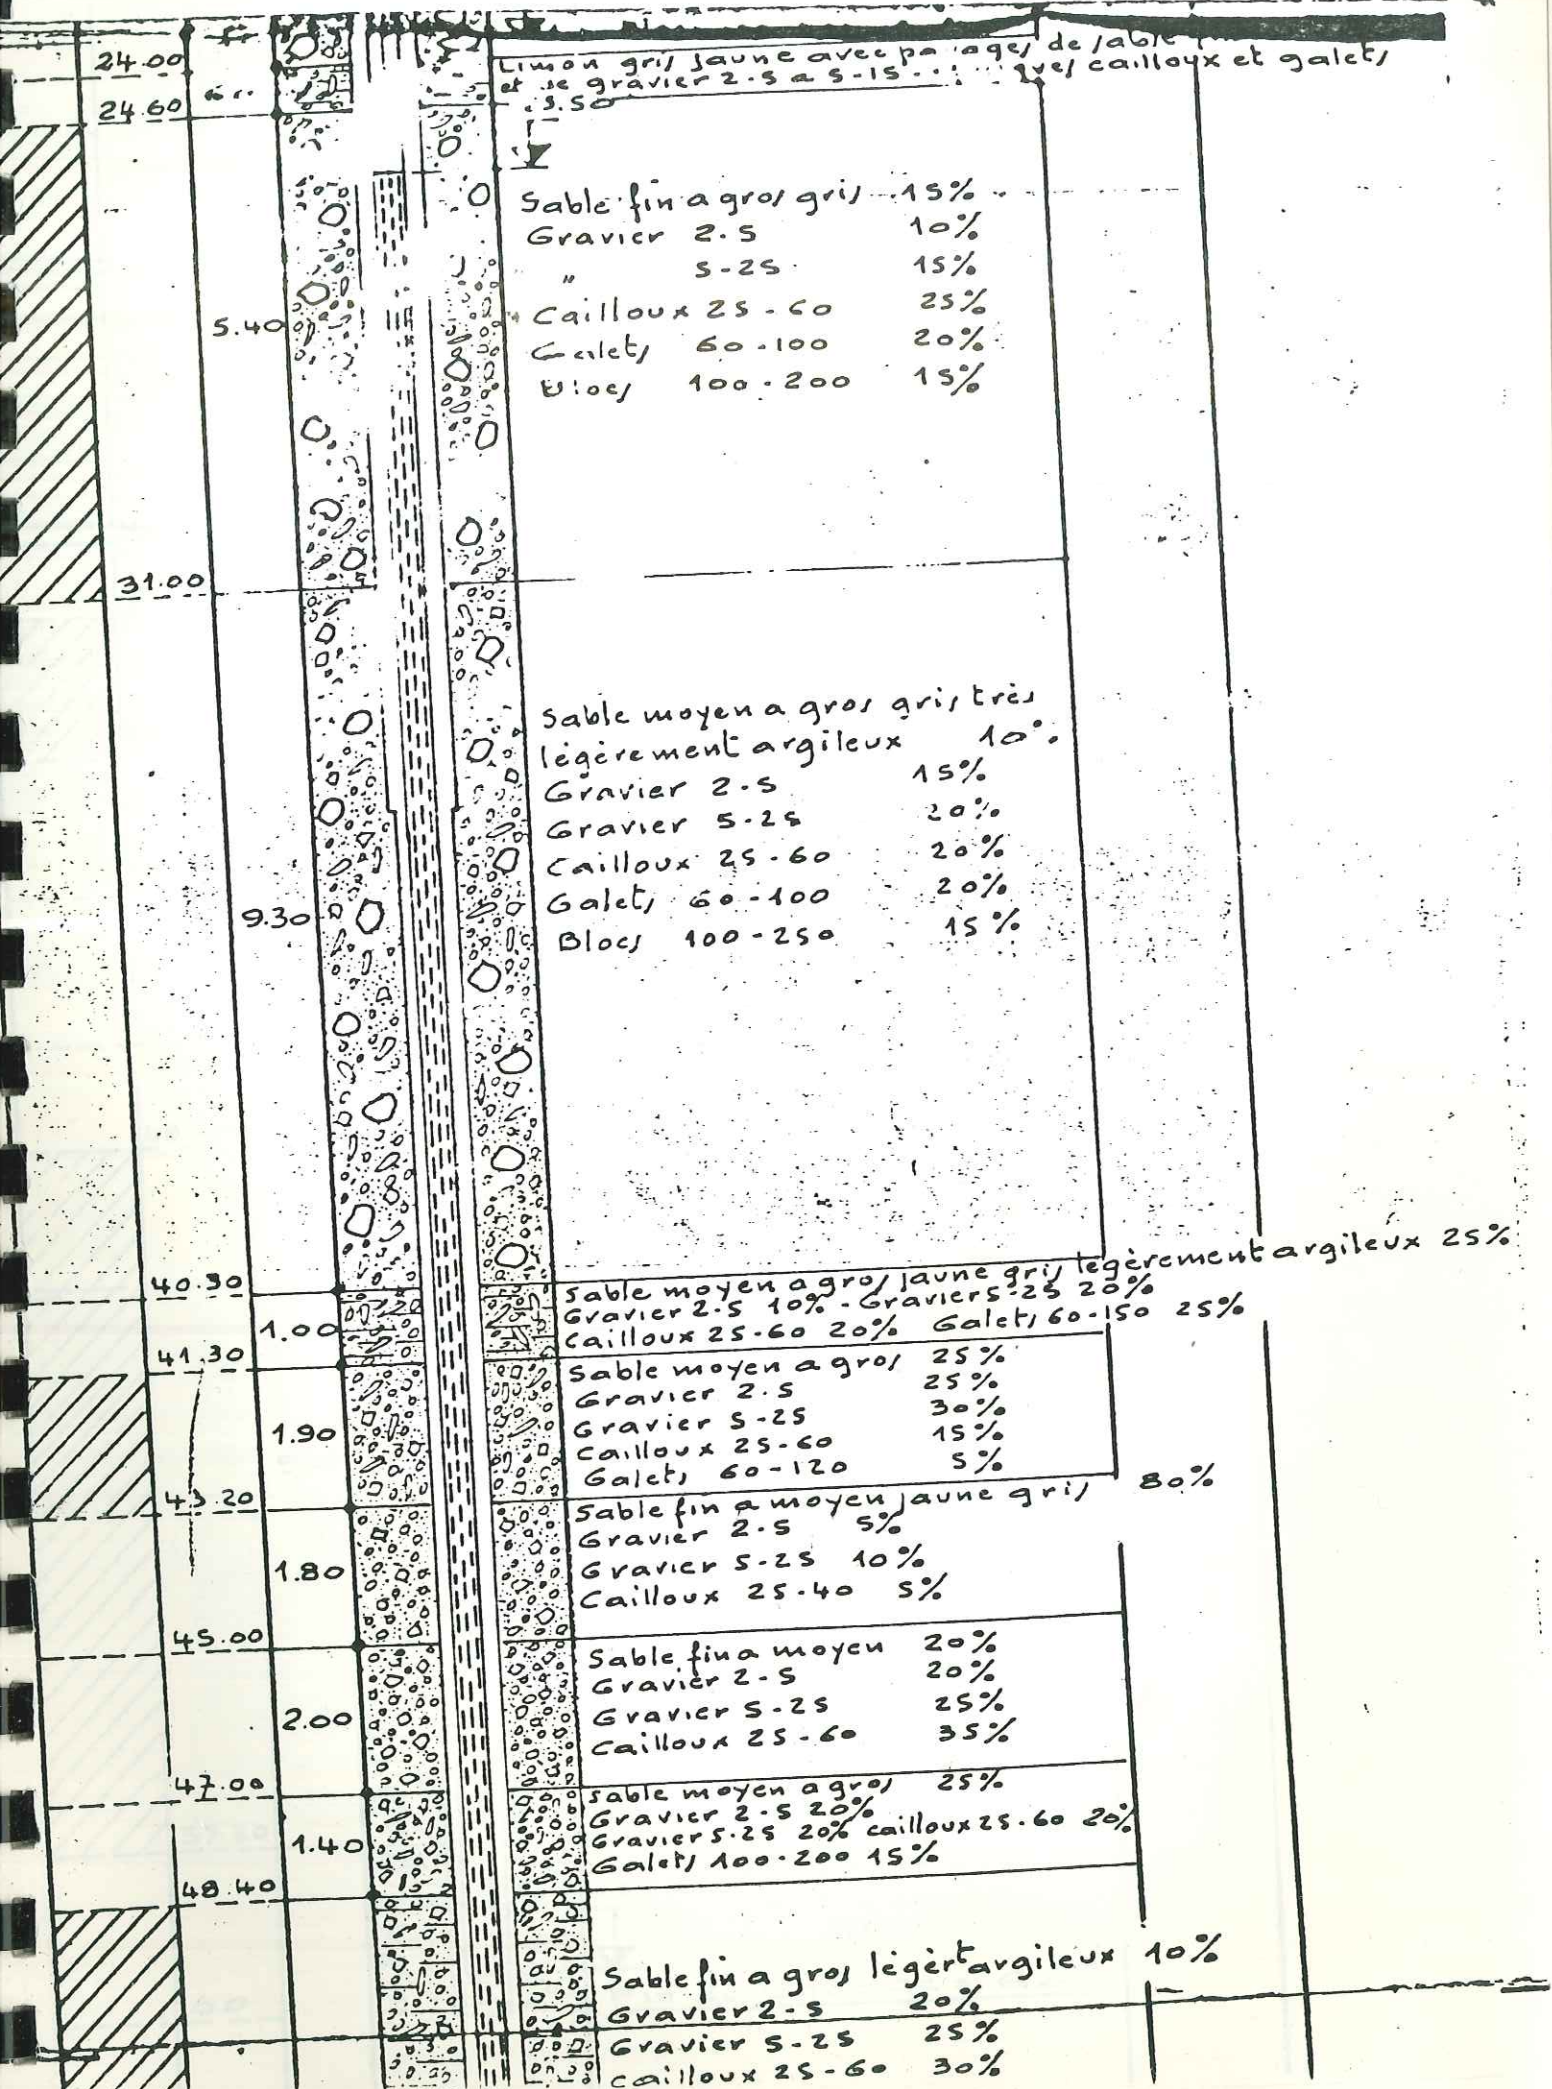 24.00
Limon gris jaune avec pa ages de sable
et de gravier 2.5 a 5-15 cailloux et galets
24.60
3.50
Sable fin a gros gris 15%
Gravier 2.5 10%
" 5-25 15%
5.40
Cailloux 25-60 25%
Galets 60-100 20%
Blocs 100-200 15%
31.00
Sable moyen a gros gris très
légèrement argileux 10%
Gravier 2.5 15%
Gravier 5-25 20%
Cailloux 25-60 20%
9.30
Galets 60-100 20%
Blocs 100-250 15%
40.30
Sable moyen a gros jaune gris légèrement argileux 25%
Gravier 2.5 10% - Gravier 5-25 20%
1.00
Cailloux 25-60 20% Galets 60-150 25%
41.30
Sable moyen a gros 25%
Gravier 2.5 25%
Gravier 5-25 30%
1.90
Cailloux 25-60 15%
Galets 60-120 5%
43.20
Sable fin a moyen jaune gris 80%
Gravier 2.5 5%
Gravier 5-25 10%
1.80
Cailloux 25-40 5%
45.00
Sable fin a moyen 20%
Gravier 2-5 20%
2.00
Gravier 5-25 25%
Cailloux 25-60 35%
47.00
Sable moyen a gros 25%
Gravier 2.5 20%
1.40
Gravier 5-25 20% cailloux 25-60 20%
Galets 100-200 15%
48.40
Sable fin a gros légèrt argileux 10%
Gravier 2-5 20%
Gravier 5-25 25%
Cailloux 25-60 30%